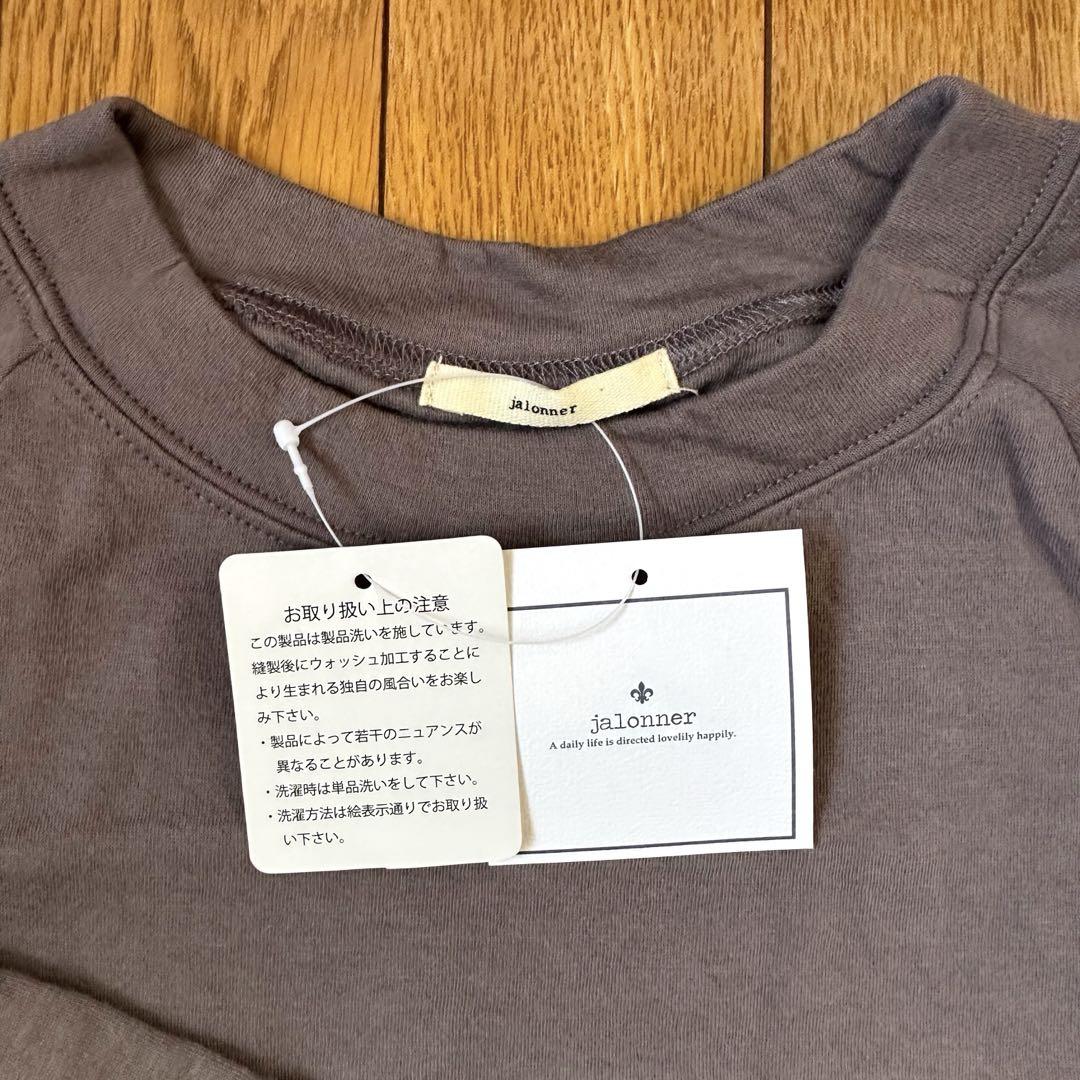 jalonner
お取り扱い上の注意
この製品は製品洗いを施しています。
縫製後にウォッシュ加工することに
より生まれる独自の風合いをお楽し
み下さい。
・製品によって若干のニュアンスが
異なることがあります。
・洗濯時は単品洗いをして下さい。
・洗濯方法は絵表示通りでお取り扱
い下さい。
jalonner
A daily life is directed lovelily happily.